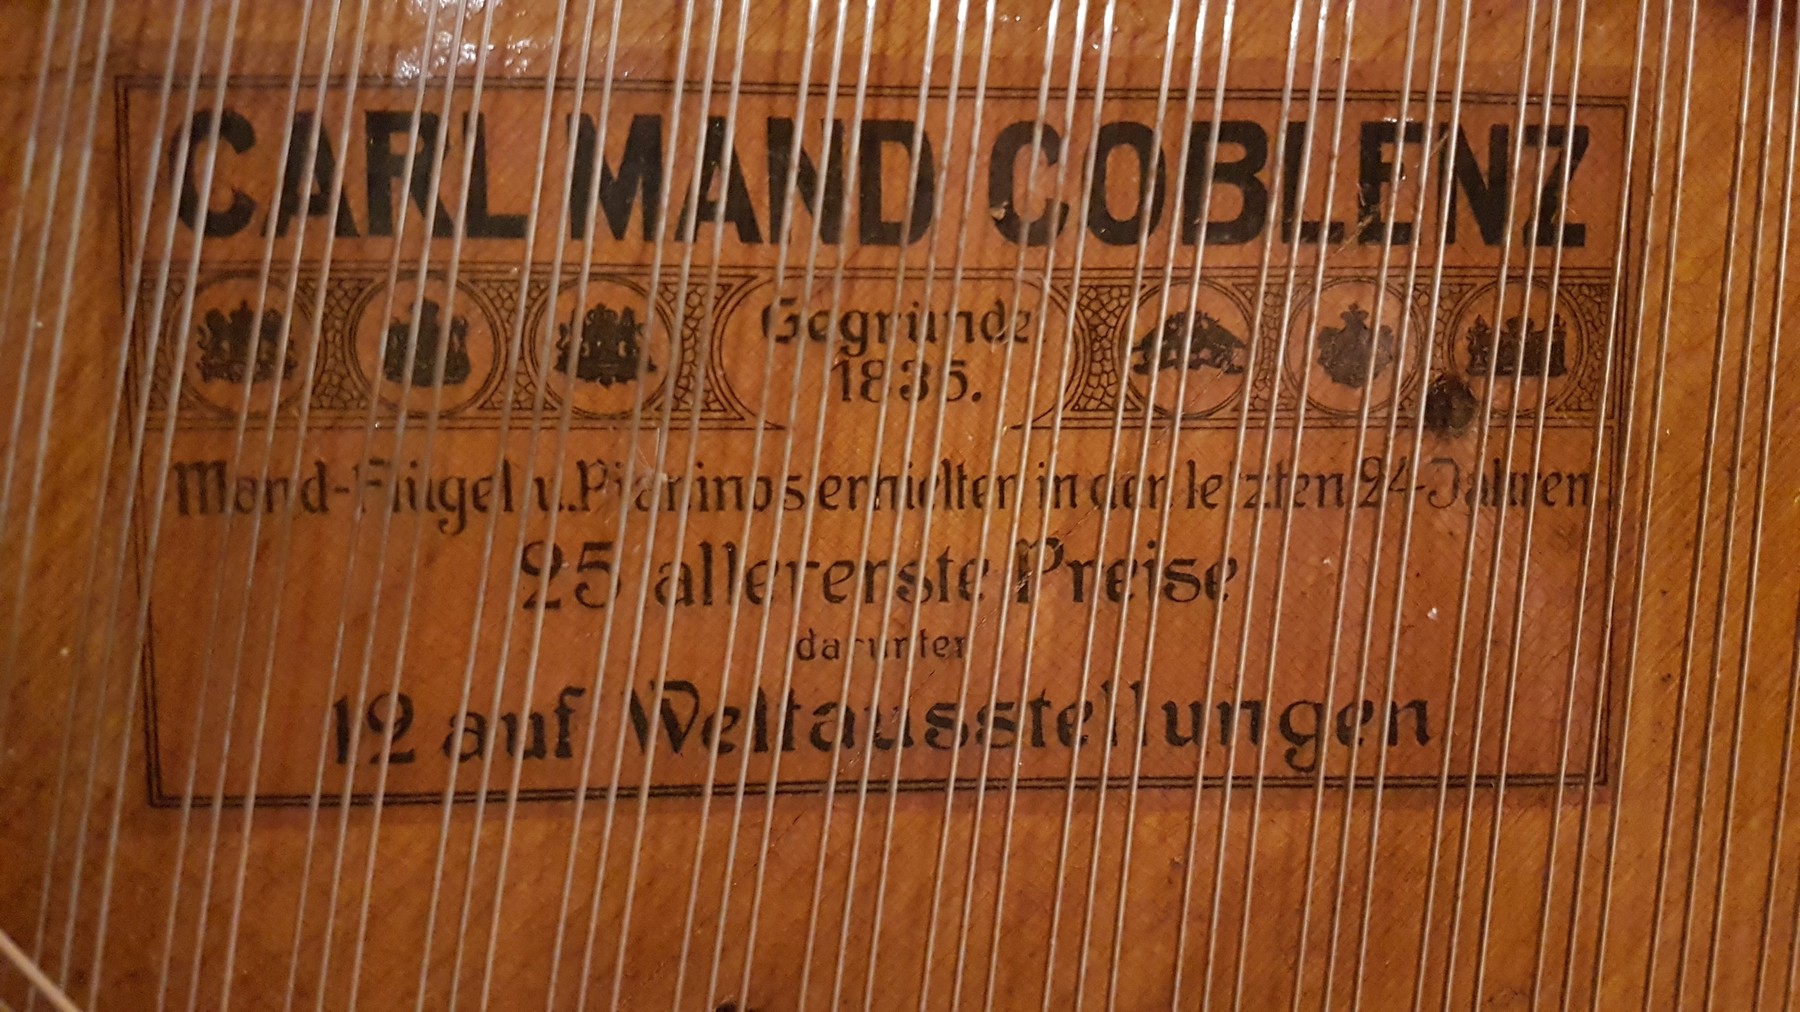 CARL MAND COBLENZ
Gegründet
1835.
Mand-Flügel u. Pianinos erhielten in den letzten 24 Jahren
25 allererste Preise
darunter
12 auf Weltausstellungen